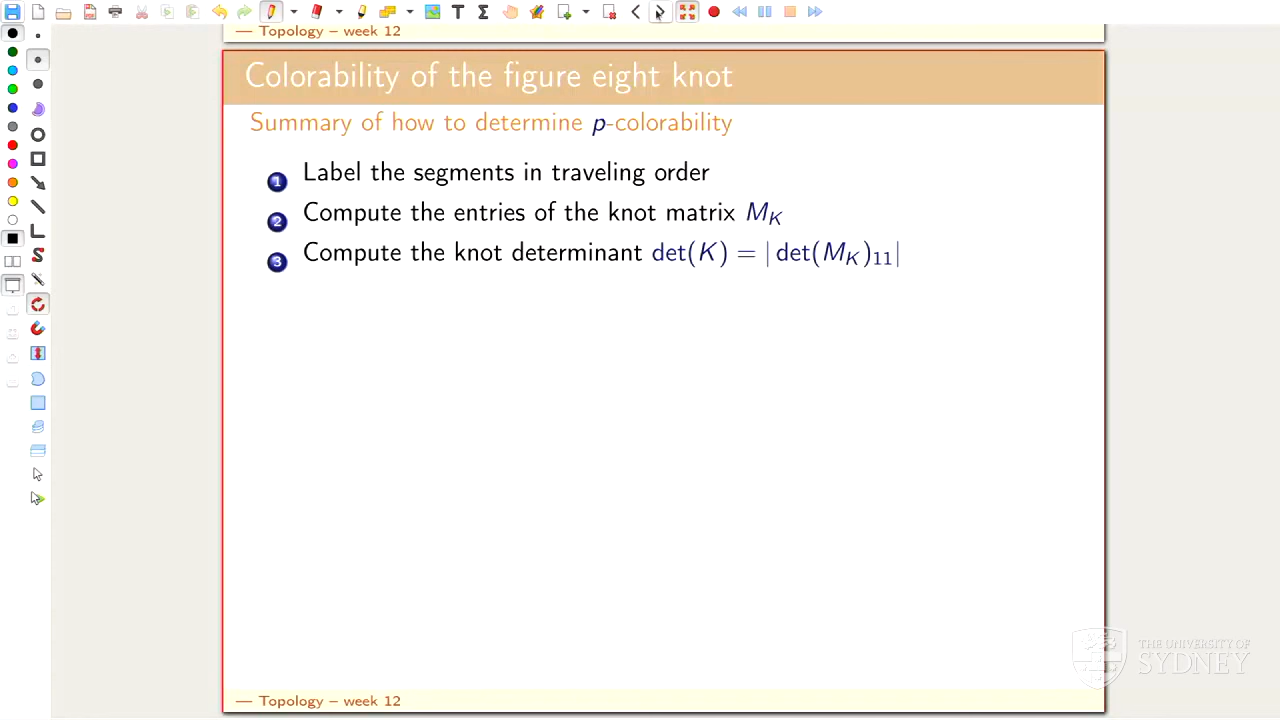 — Topology – week 12
Colorability of the figure eight knot
Summary of how to determine p-colorability
1 Label the segments in traveling order
2 Compute the entries of the knot matrix M_K
3 Compute the knot determinant det(K) = | det(M_K)₁₁|
THE UNIVERSITY OF
SYDNEY
— Topology – week 12